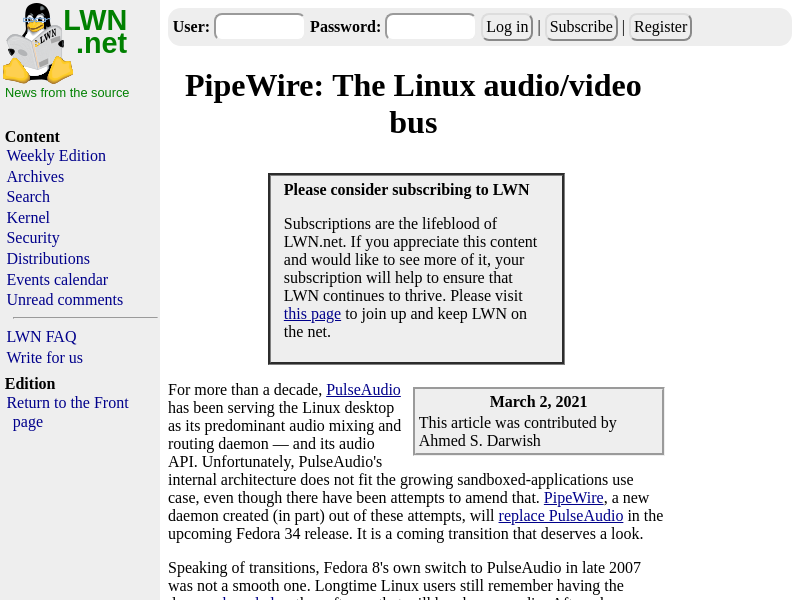 LWN
.net
News from the source
Content
Weekly Edition
Archives
Search
Kernel
Security
Distributions
Events calendar
Unread comments
LWN FAQ
Write for us
Edition
Return to the Front
page
User: Password: Log in | Subscribe | Register
PipeWire: The Linux audio/video
bus
Please consider subscribing to LWN
Subscriptions are the lifeblood of
LWN.net. If you appreciate this content
and would like to see more of it, your
subscription will help to ensure that
LWN continues to thrive. Please visit
this page to join up and keep LWN on
the net.
March 2, 2021
This article was contributed by
Ahmed S. Darwish
For more than a decade, PulseAudio
has been serving the Linux desktop
as its predominant audio mixing and
routing daemon — and its audio
API. Unfortunately, PulseAudio's
internal architecture does not fit the growing sandboxed-applications use
case, even though there have been attempts to amend that. PipeWire, a new
daemon created (in part) out of these attempts, will replace PulseAudio in the
upcoming Fedora 34 release. It is a coming transition that deserves a look.
Speaking of transitions, Fedora 8's own switch to PulseAudio in late 2007
was not a smooth one. Longtime Linux users still remember having the